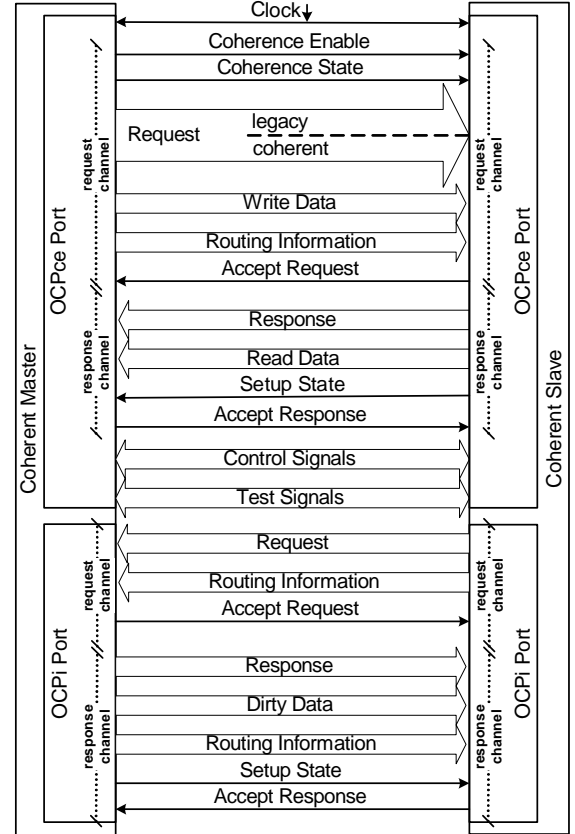 Clock
Coherence Enable
Coherence State
Request
legacy
coherent
Write Data
Routing Information
Accept Request
Response
Read Data
Setup State
Accept Response
Control Signals
Test Signals
Request
Routing Information
Accept Request
Response
Dirty Data
Routing Information
Setup State
Accept Response
Coherent Master
OCPce Port
request
channel
response
channel
OCPi Port
request
channel
response
channel
request
channel
response
channel
OCPce Port
request
channel
response
channel
OCPi Port
Coherent Slave